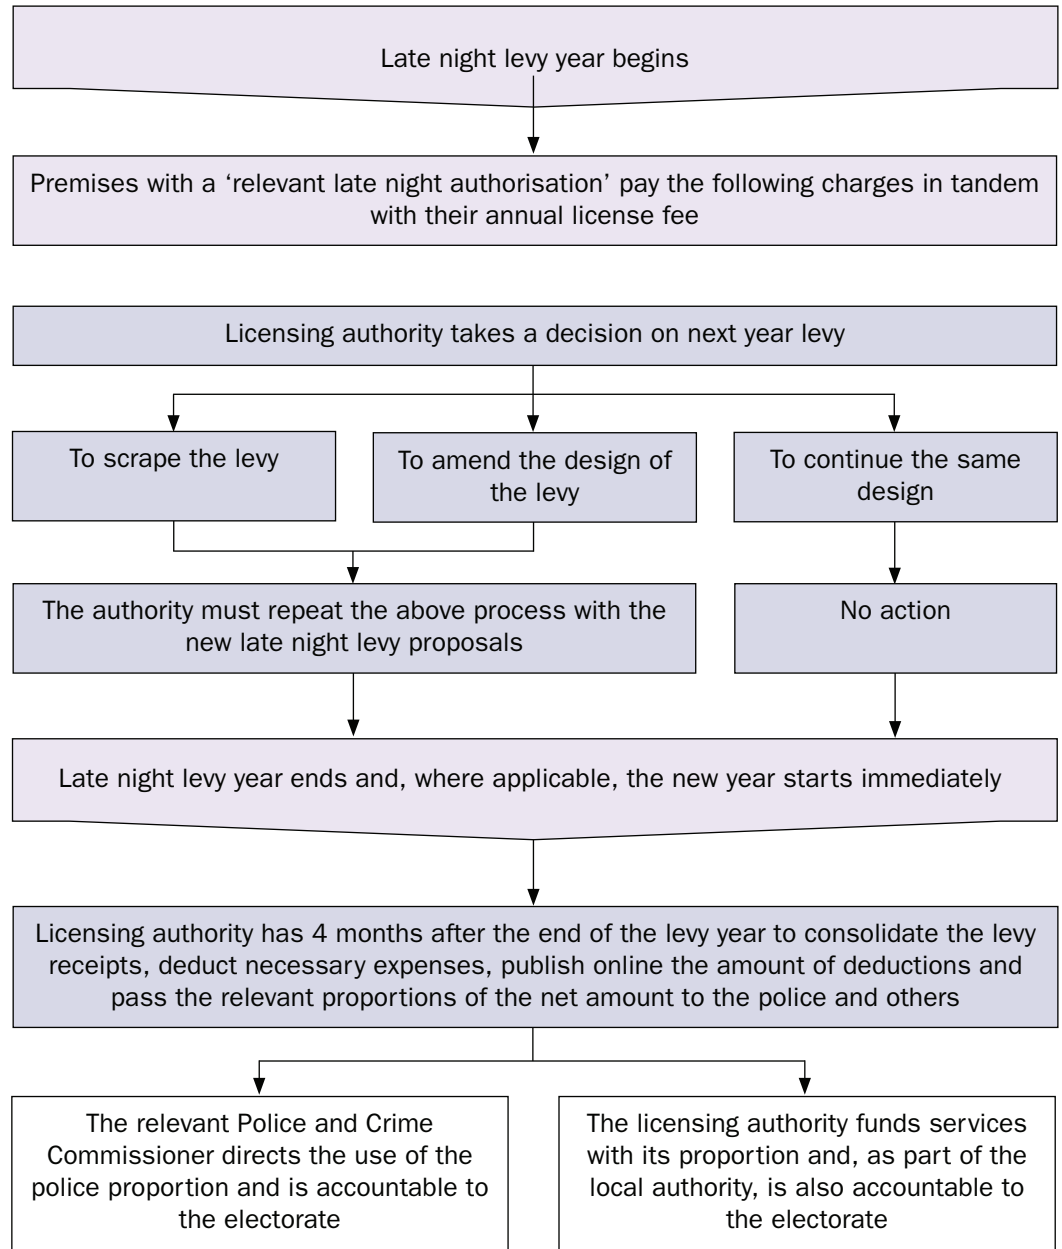 Late night levy year begins
Premises with a ‘relevant late night authorisation’ pay the following charges in tandem
with their annual license fee
Licensing authority takes a decision on next year levy
To scrape the levy
To amend the design of
the levy
To continue the same
design
The authority must repeat the above process with the
new late night levy proposals
No action
Late night levy year ends and, where applicable, the new year starts immediately
Licensing authority has 4 months after the end of the levy year to consolidate the levy
receipts, deduct necessary expenses, publish online the amount of deductions and
pass the relevant proportions of the net amount to the police and others
The relevant Police and Crime
Commissioner directs the use of the
police proportion and is accountable to
the electorate
The licensing authority funds services
with its proportion and, as part of the
local authority, is also accountable to
the electorate